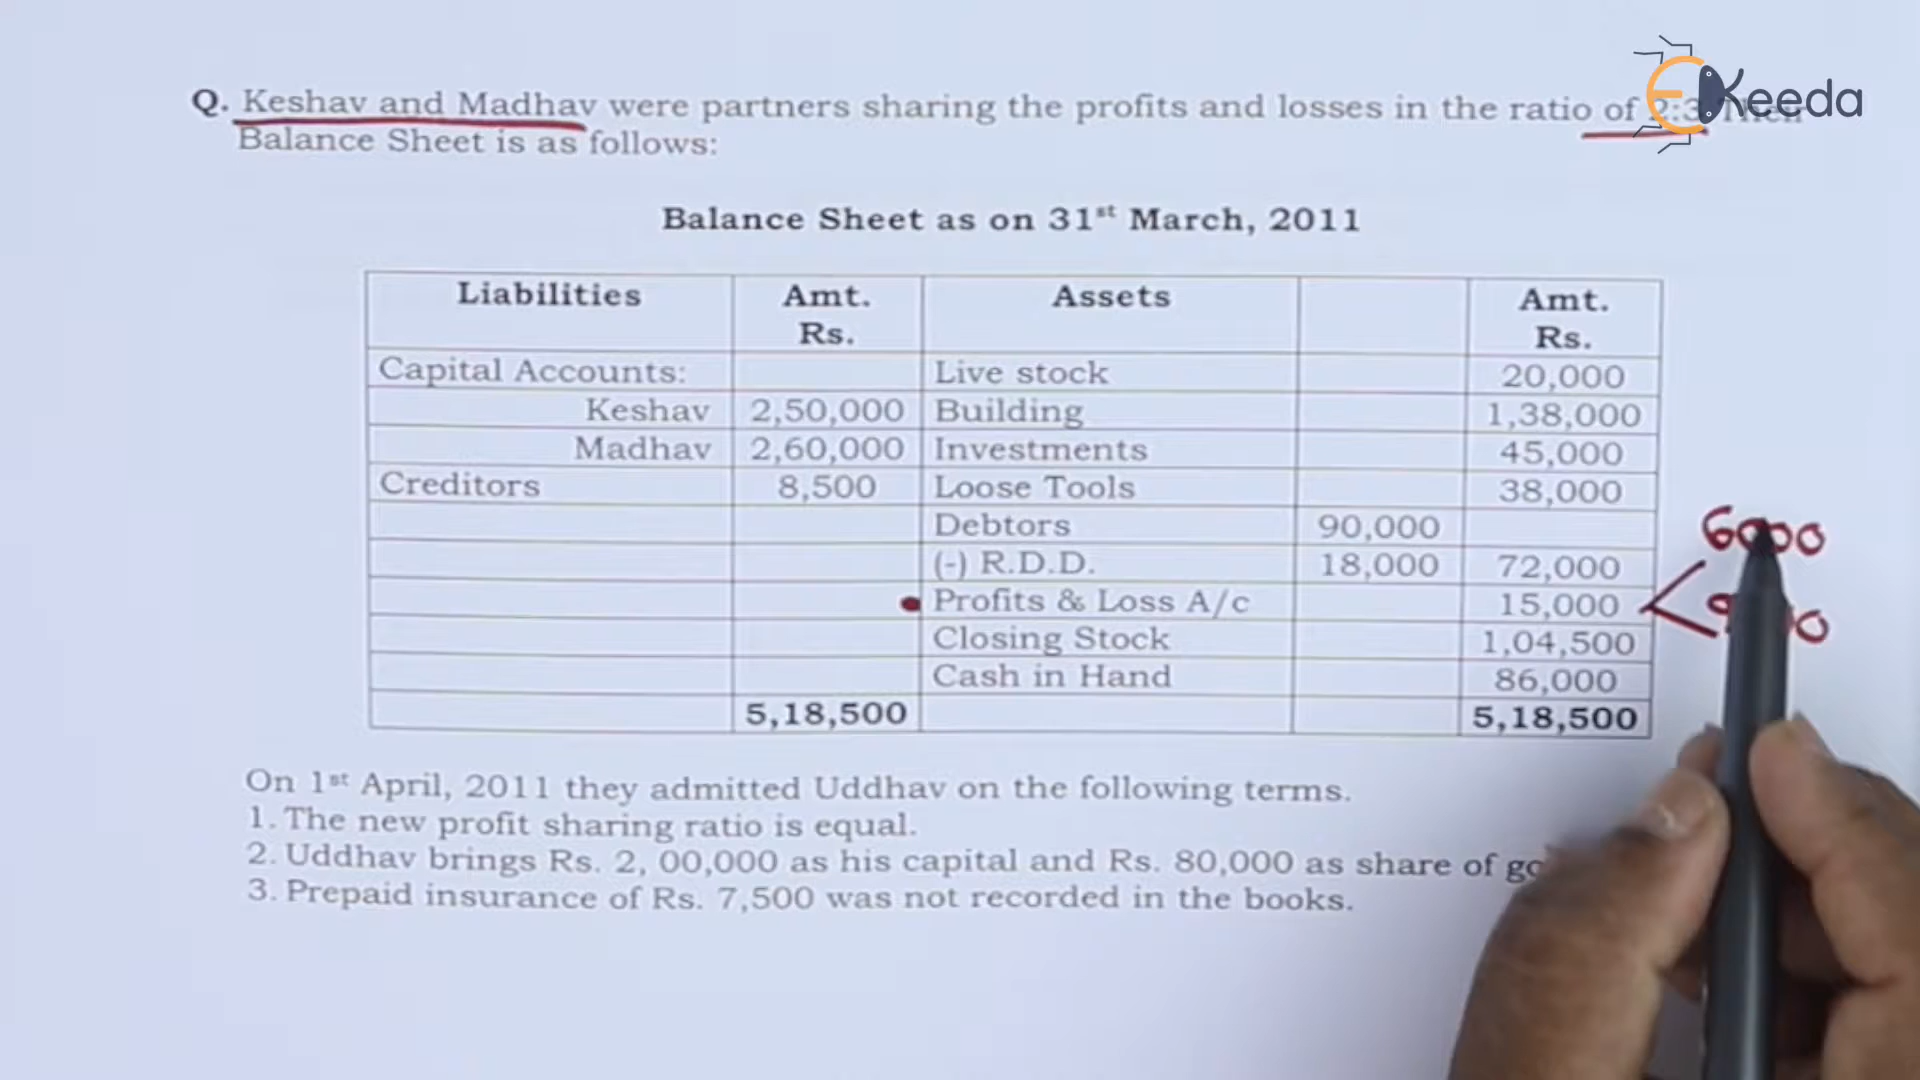 Keeda
Q. Keshav and Madhav were partners sharing the profits and losses in the ratio of 2:3
Balance Sheet is as follows:
Balance Sheet as on 31st March, 2011
Liabilities Amt. Rs. Assets Amt. Rs.
Capital Accounts: Live stock 20,000
Keshav 2,50,000 Building 1,38,000
Madhav 2,60,000 Investments 45,000
Creditors 8,500 Loose Tools 38,000
Debtors 90,000
6000
(-) R.D.D. 18,000 72,000
Profits & Loss A/c 15,000
Closing Stock 1,04,500
Cash in Hand 86,000
5,18,500 5,18,500
On 1st April, 2011 they admitted Uddhav on the following terms.
1. The new profit sharing ratio is equal.
2. Uddhav brings Rs. 2, 00,000 as his capital and Rs. 80,000 as share of
3. Prepaid insurance of Rs. 7,500 was not recorded in the books.